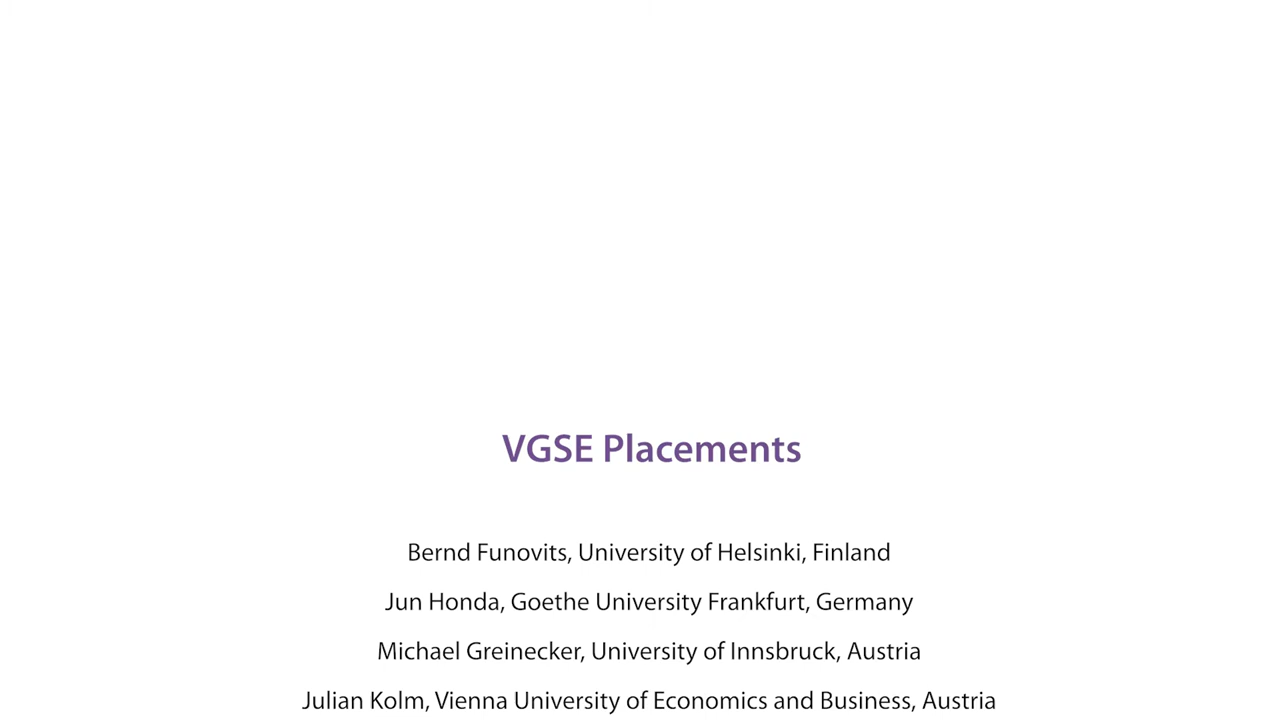 VGSE Placements
Bernd Funovits, University of Helsinki, Finland
Jun Honda, Goethe University Frankfurt, Germany
Michael Greinecker, University of Innsbruck, Austria
Julian Kolm, Vienna University of Economics and Business, Austria